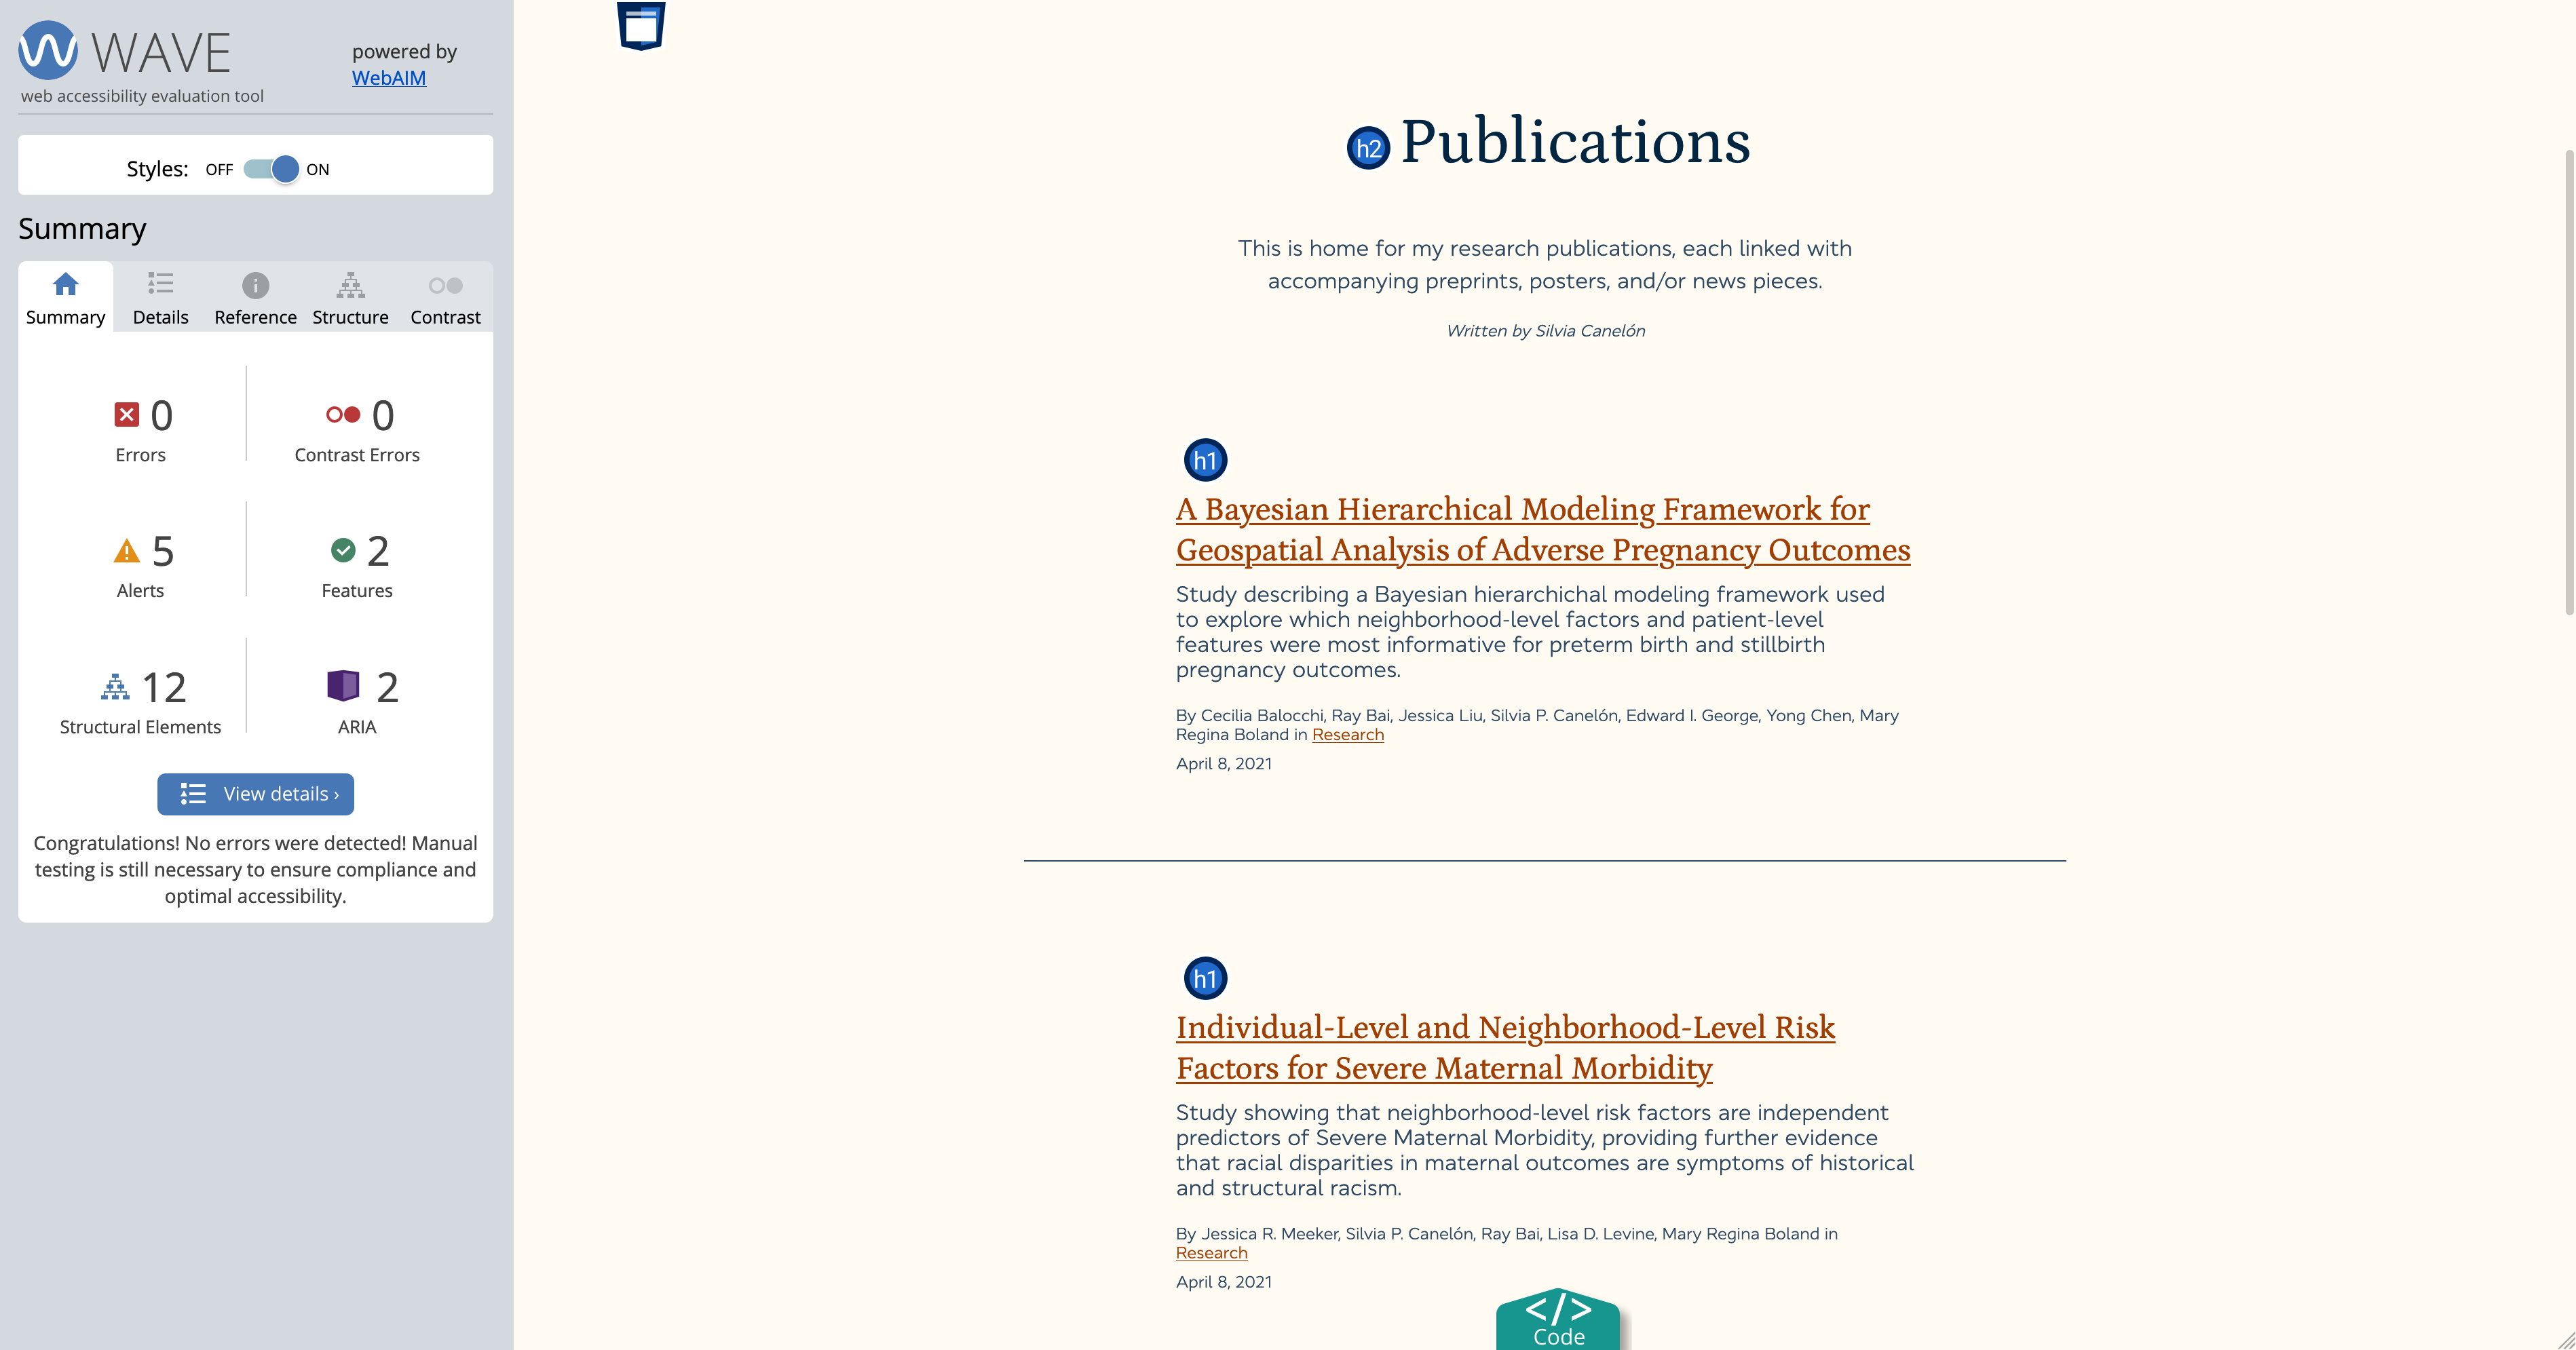 WAVE
powered by
WebAIM
web accessibility evaluation tool
Styles: OFF ON
Summary
Summary Details Reference Structure Contrast
0 0
Errors Contrast Errors
5 2
Alerts Features
12 2
Structural Elements ARIA
View details ›
Congratulations! No errors were detected! Manual
testing is still necessary to ensure compliance and
optimal accessibility.
h2 Publications
This is home for my research publications, each linked with
accompanying preprints, posters, and/or news pieces.
Written by Silvia Canelón
h1
A Bayesian Hierarchical Modeling Framework for
Geospatial Analysis of Adverse Pregnancy Outcomes
Study describing a Bayesian hierarchichal modeling framework used
to explore which neighborhood-level factors and patient-level
features were most informative for preterm birth and stillbirth
pregnancy outcomes.
By Cecilia Balocchi, Ray Bai, Jessica Liu, Silvia P. Canelón, Edward I. George, Yong Chen, Mary
Regina Boland in Research
April 8, 2021
h1
Individual-Level and Neighborhood-Level Risk
Factors for Severe Maternal Morbidity
Study showing that neighborhood-level risk factors are independent
predictors of Severe Maternal Morbidity, providing further evidence
that racial disparities in maternal outcomes are symptoms of historical
and structural racism.
By Jessica R. Meeker, Silvia P. Canelón, Ray Bai, Lisa D. Levine, Mary Regina Boland in
Research
April 8, 2021
</>
Code